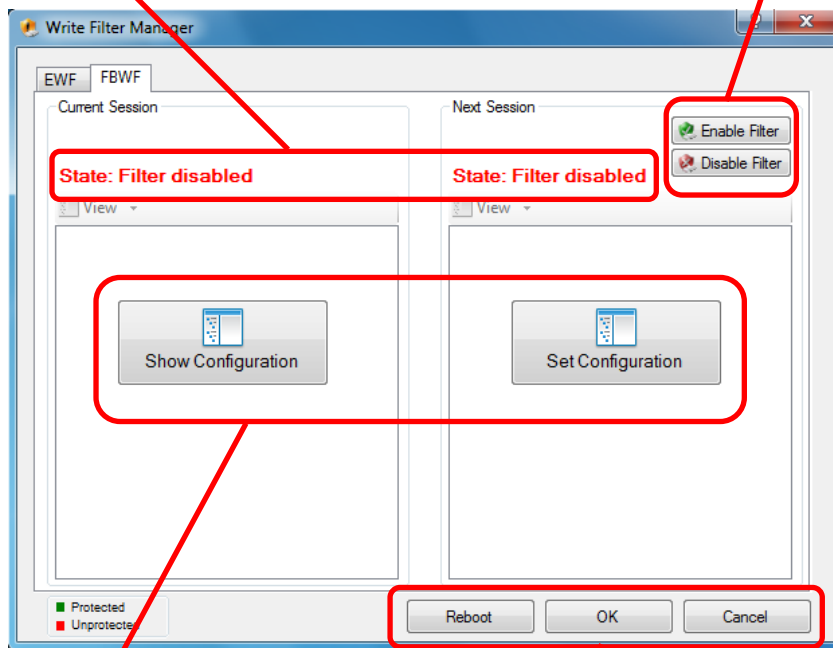 Write Filter Manager
EWF FBWF
Current Session
Next Session
Enable Filter
Disable Filter
State: Filter disabled
State: Filter disabled
View
View
Show Configuration
Set Configuration
Protected
Unprotected
Reboot
OK
Cancel